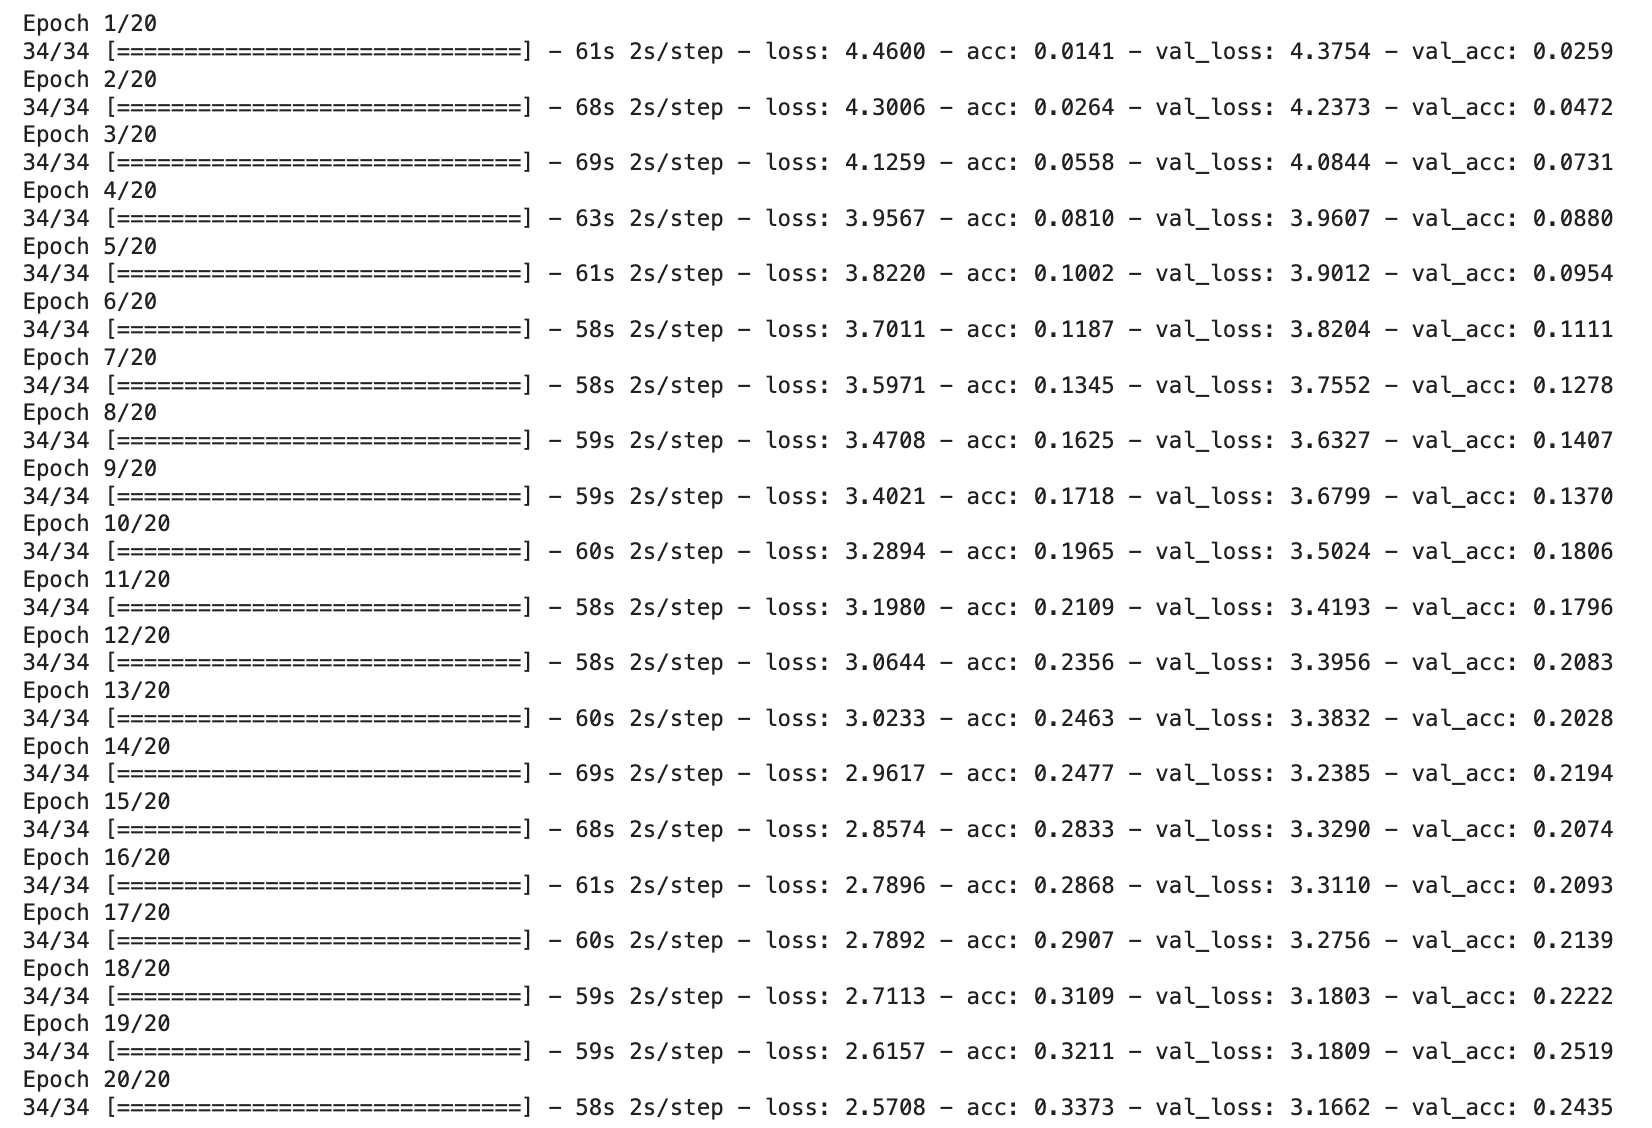 Epoch 1/20
34/34 [==============================] - 61s 2s/step - loss: 4.4600 - acc: 0.0141 - val_loss: 4.3754 - val_acc: 0.0259
Epoch 2/20
34/34 [==============================] - 68s 2s/step - loss: 4.3006 - acc: 0.0264 - val_loss: 4.2373 - val_acc: 0.0472
Epoch 3/20
34/34 [==============================] - 69s 2s/step - loss: 4.1259 - acc: 0.0558 - val_loss: 4.0844 - val_acc: 0.0731
Epoch 4/20
34/34 [==============================] - 63s 2s/step - loss: 3.9567 - acc: 0.0810 - val_loss: 3.9607 - val_acc: 0.0880
Epoch 5/20
34/34 [==============================] - 61s 2s/step - loss: 3.8220 - acc: 0.1002 - val_loss: 3.9012 - val_acc: 0.0954
Epoch 6/20
34/34 [==============================] - 58s 2s/step - loss: 3.7011 - acc: 0.1187 - val_loss: 3.8204 - val_acc: 0.1111
Epoch 7/20
34/34 [==============================] - 58s 2s/step - loss: 3.5971 - acc: 0.1345 - val_loss: 3.7552 - val_acc: 0.1278
Epoch 8/20
34/34 [==============================] - 59s 2s/step - loss: 3.4708 - acc: 0.1625 - val_loss: 3.6327 - val_acc: 0.1407
Epoch 9/20
34/34 [==============================] - 59s 2s/step - loss: 3.4021 - acc: 0.1718 - val_loss: 3.6799 - val_acc: 0.1370
Epoch 10/20
34/34 [==============================] - 60s 2s/step - loss: 3.2894 - acc: 0.1965 - val_loss: 3.5024 - val_acc: 0.1806
Epoch 11/20
34/34 [==============================] - 58s 2s/step - loss: 3.1980 - acc: 0.2109 - val_loss: 3.4193 - val_acc: 0.1796
Epoch 12/20
34/34 [==============================] - 58s 2s/step - loss: 3.0644 - acc: 0.2356 - val_loss: 3.3956 - val_acc: 0.2083
Epoch 13/20
34/34 [==============================] - 60s 2s/step - loss: 3.0233 - acc: 0.2463 - val_loss: 3.3832 - val_acc: 0.2028
Epoch 14/20
34/34 [==============================] - 69s 2s/step - loss: 2.9617 - acc: 0.2477 - val_loss: 3.2385 - val_acc: 0.2194
Epoch 15/20
34/34 [==============================] - 68s 2s/step - loss: 2.8574 - acc: 0.2833 - val_loss: 3.3290 - val_acc: 0.2074
Epoch 16/20
34/34 [==============================] - 61s 2s/step - loss: 2.7896 - acc: 0.2868 - val_loss: 3.3110 - val_acc: 0.2093
Epoch 17/20
34/34 [==============================] - 60s 2s/step - loss: 2.7892 - acc: 0.2907 - val_loss: 3.2756 - val_acc: 0.2139
Epoch 18/20
34/34 [==============================] - 59s 2s/step - loss: 2.7113 - acc: 0.3109 - val_loss: 3.1803 - val_acc: 0.2222
Epoch 19/20
34/34 [==============================] - 59s 2s/step - loss: 2.6157 - acc: 0.3211 - val_loss: 3.1809 - val_acc: 0.2519
Epoch 20/20
34/34 [==============================] - 58s 2s/step - loss: 2.5708 - acc: 0.3373 - val_loss: 3.1662 - val_acc: 0.2435